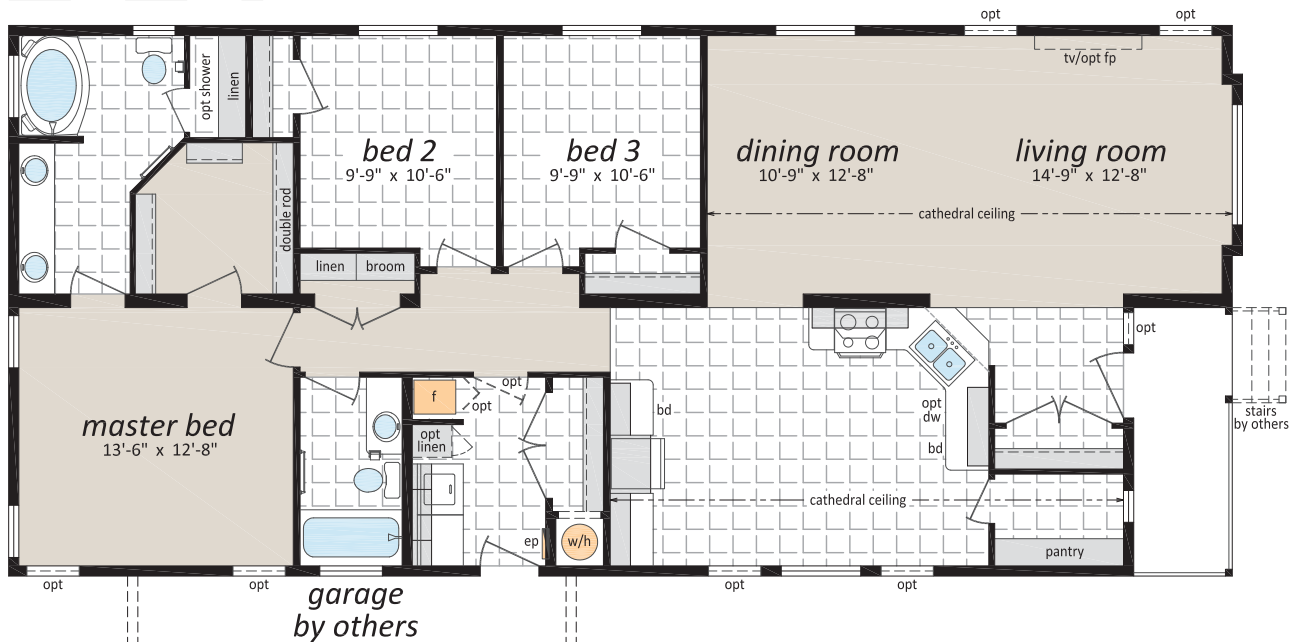 opt
opt
tv/opt fp
opt shower
linen
bed 2
9'-9" x 10'-6"
bed 3
9'-9" x 10'-6"
dining room
10'-9" x 12'-8"
living room
14'-9" x 12'-8"
double rod
cathedral ceiling
linen
broom
opt
opt
f
opt
bd
opt
dw
stairs
by others
master bed
13'-6" x 12'-8"
opt
linen
bd
cathedral ceiling
ep
w/h
pantry
opt
opt
opt
opt
garage
by others